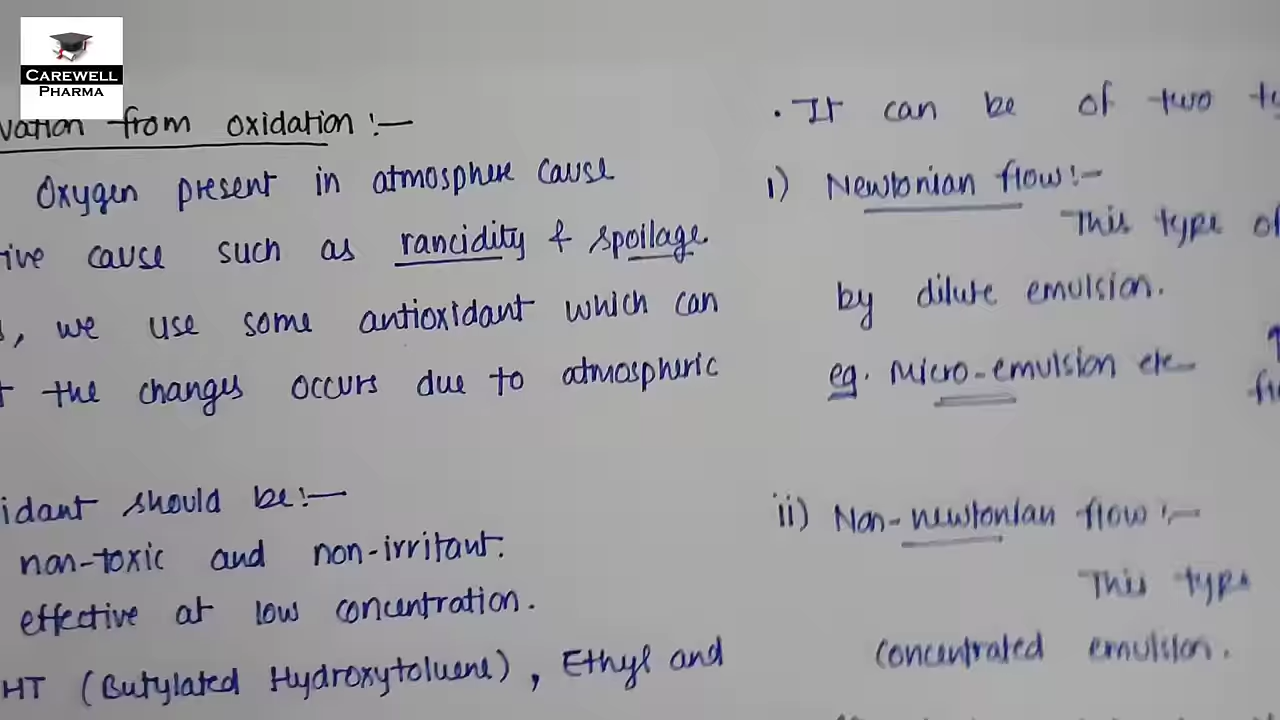 CAREWELL
PHARMA
vation from oxidation :-
Oxygen present in atmosphere cause
ive cause such as rancidity & spoilage
, we use some antioxidant which can
the changes occurs due to atmospheric
idant should be :-
non-toxic and non-irritant.
effective at low concentration.
HT (Butylated Hydroxytoluene), Ethyl and
. It can be of two ty
i) Newtonian flow :-
This type of
by dilute emulsion.
eg. Micro-emulsion etc
ii) Non-newtonian flow :-
This type
concentrated emulsion.